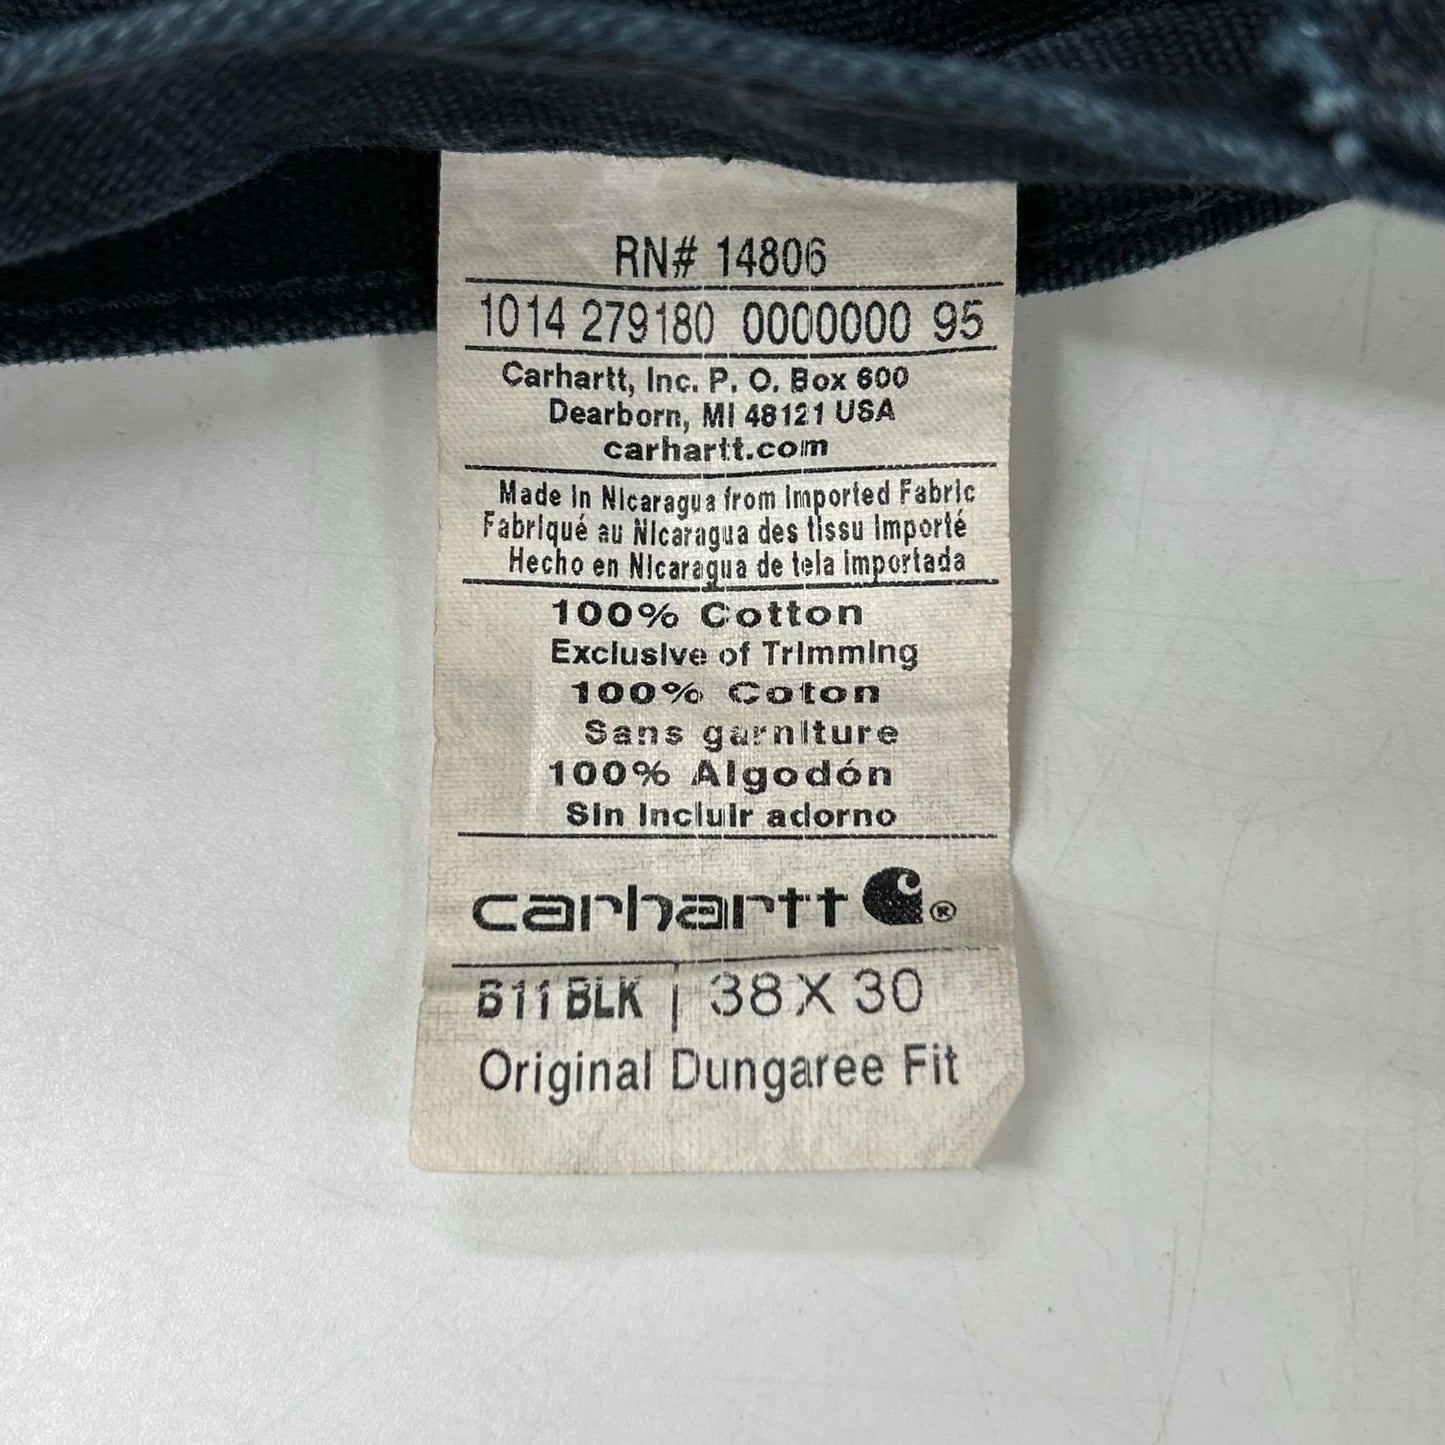 RN# 14806
1014 279180 0000000 95
Carhartt, Inc. P. O. Box 600
Dearborn, MI 48121 USA
carhartt.com
Made in Nicaragua from Imported Fabric
Fabriqué au Nicaragua des tissu importé
Hecho en Nicaragua de tela importada
100% Cotton
Exclusive of Trimming
100% Coton
Sans garniture
100% Algodón
Sin incluir adorno
carhartt ®
B11 BLK | 38 X 30
Original Dungaree Fit